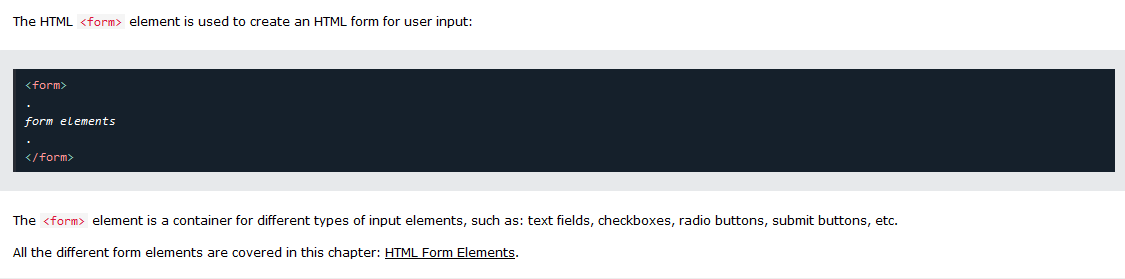 The HTML <form> element is used to create an HTML form for user input:
<form>
.
form elements
.
</form>
The <form> element is a container for different types of input elements, such as: text fields, checkboxes, radio buttons, submit buttons, etc.
All the different form elements are covered in this chapter: HTML Form Elements.